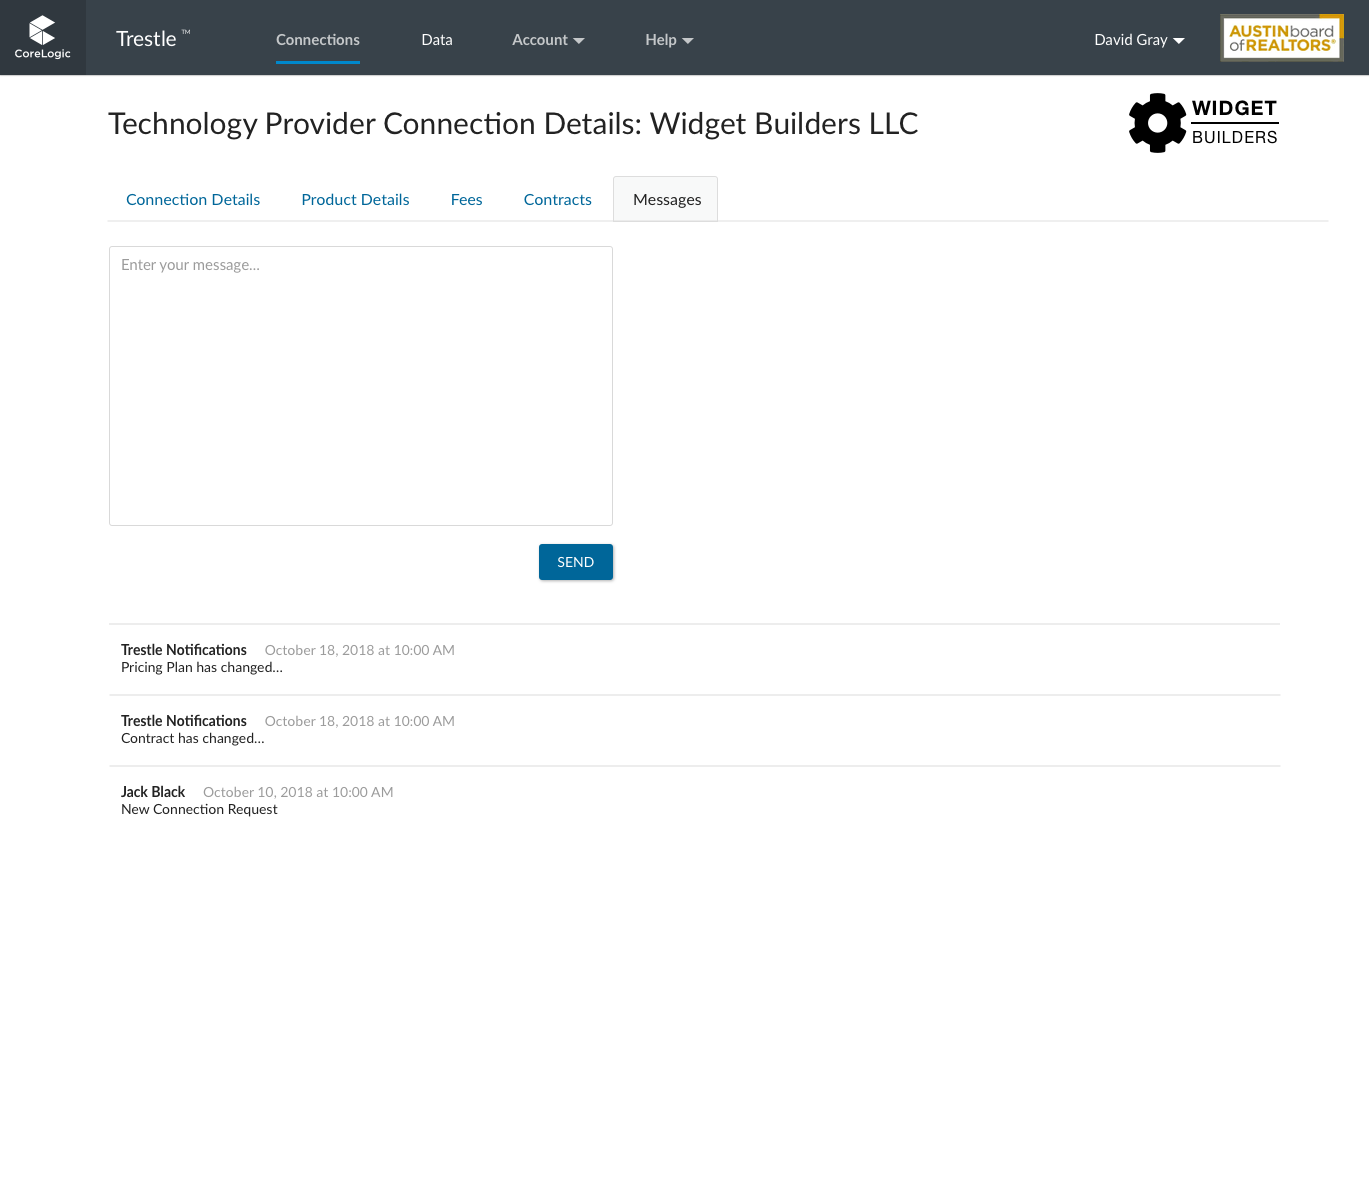 CoreLogic
Trestle ™
Connections
Data
Account
Help
David Gray
AUSTINboard
ofREALTORS®
Technology Provider Connection Details: Widget Builders LLC
WIDGET
BUILDERS
Connection Details
Product Details
Fees
Contracts
Messages
Enter your message...
SEND
Trestle Notifications October 18, 2018 at 10:00 AM
Pricing Plan has changed...
Trestle Notifications October 18, 2018 at 10:00 AM
Contract has changed...
Jack Black October 10, 2018 at 10:00 AM
New Connection Request